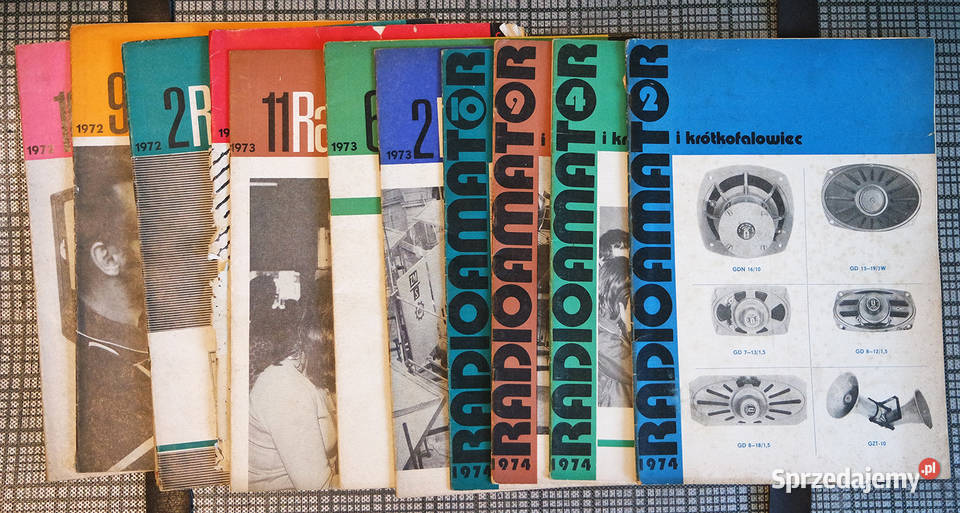 1972
9
1972
2R
1972
19
11Ra
1973
6
1973
2
1973
RADIOAMATOR
10
1974
RADIOAMATOR
9
i
1974
RADIOAMATOR
4
i kr
1974
RADIOAMATOR
2
i krótkofalowiec
1974
GDN 16/10
GD 13-19/3W
GD 7-13/1,5
GD 8-12/1,5
GD 8-18/1,5
GZT-10
Sprzedajemy.pl